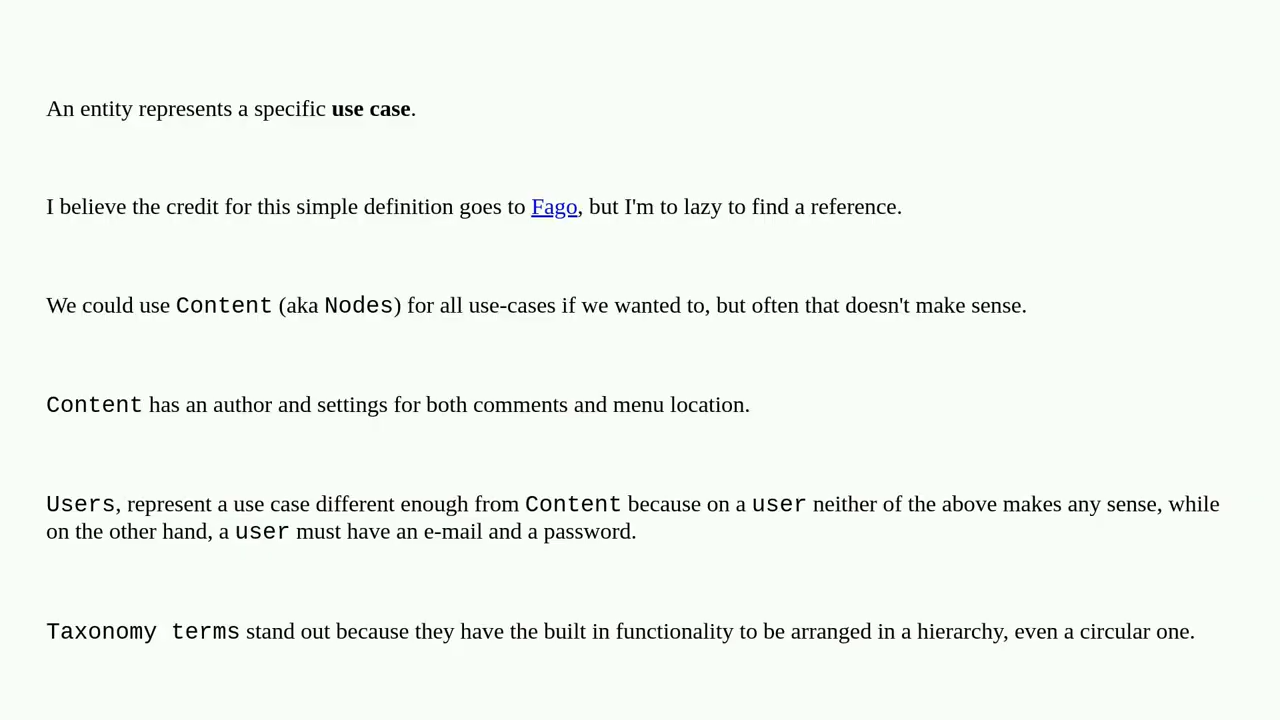 An entity represents a specific use case.
I believe the credit for this simple definition goes to Fago, but I'm to lazy to find a reference.
We could use Content (aka Nodes) for all use-cases if we wanted to, but often that doesn't make sense.
Content has an author and settings for both comments and menu location.
Users, represent a use case different enough from Content because on a user neither of the above makes any sense, while
on the other hand, a user must have an e-mail and a password.
Taxonomy terms stand out because they have the built in functionality to be arranged in a hierarchy, even a circular one.